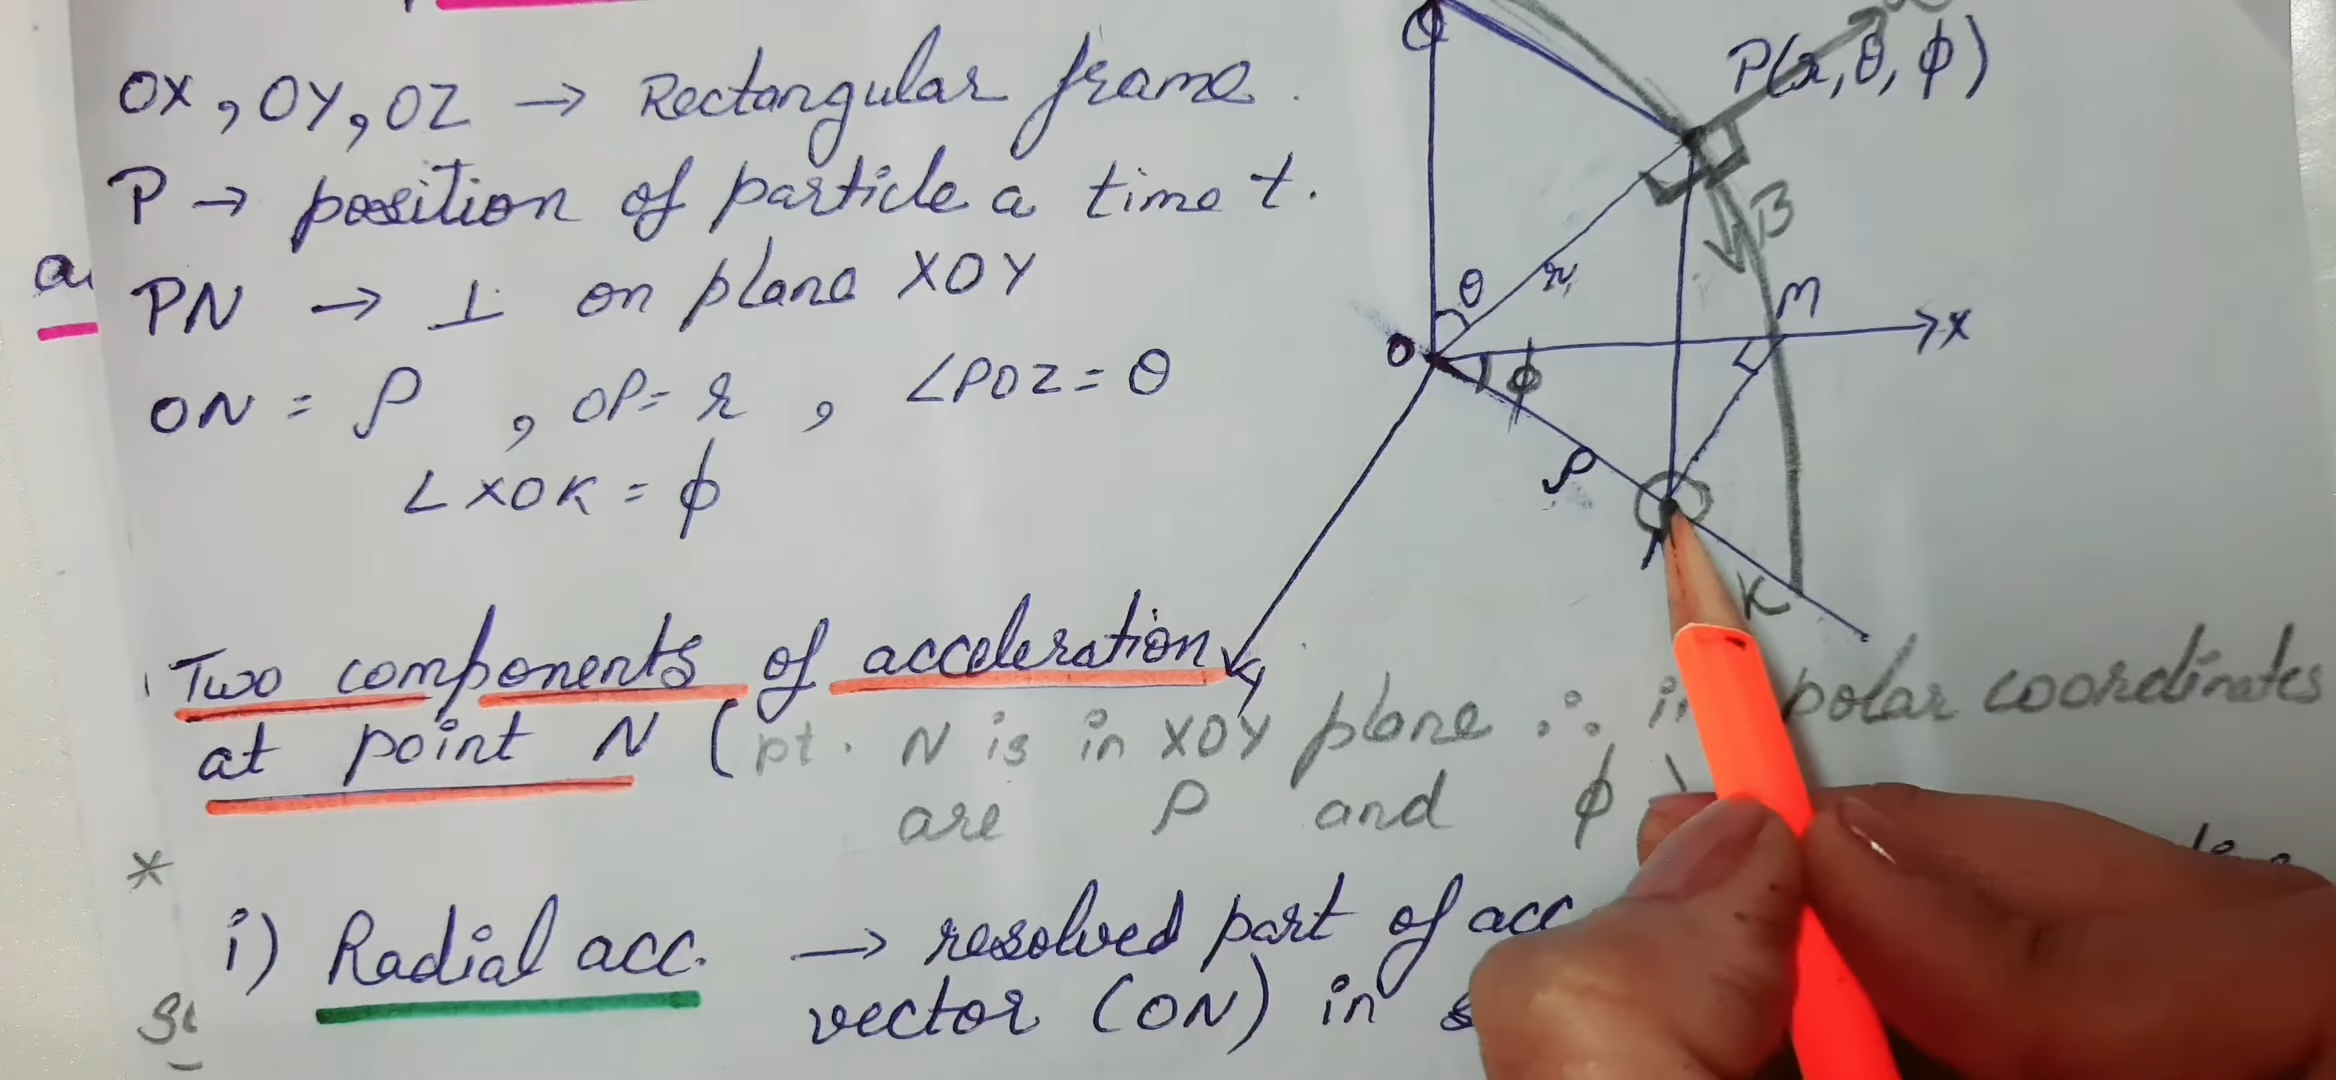 OX, OY, OZ → Rectangular frame.
P → position of particle a time t.
PN → ⊥ on plane XOY
ON = ρ , OP = r , ∠POZ = θ
∠XOK = ϕ
Q
P(r, θ, ϕ)
B
θ
r
M
O
X
ϕ
ρ
K
Y
a
Two components of acceleration
at point N (pt. N is in XOY plane ∴ polar coordinates
are ρ and ϕ)
*
i) Radial acc. → resolved part of acc
vector (ON) in